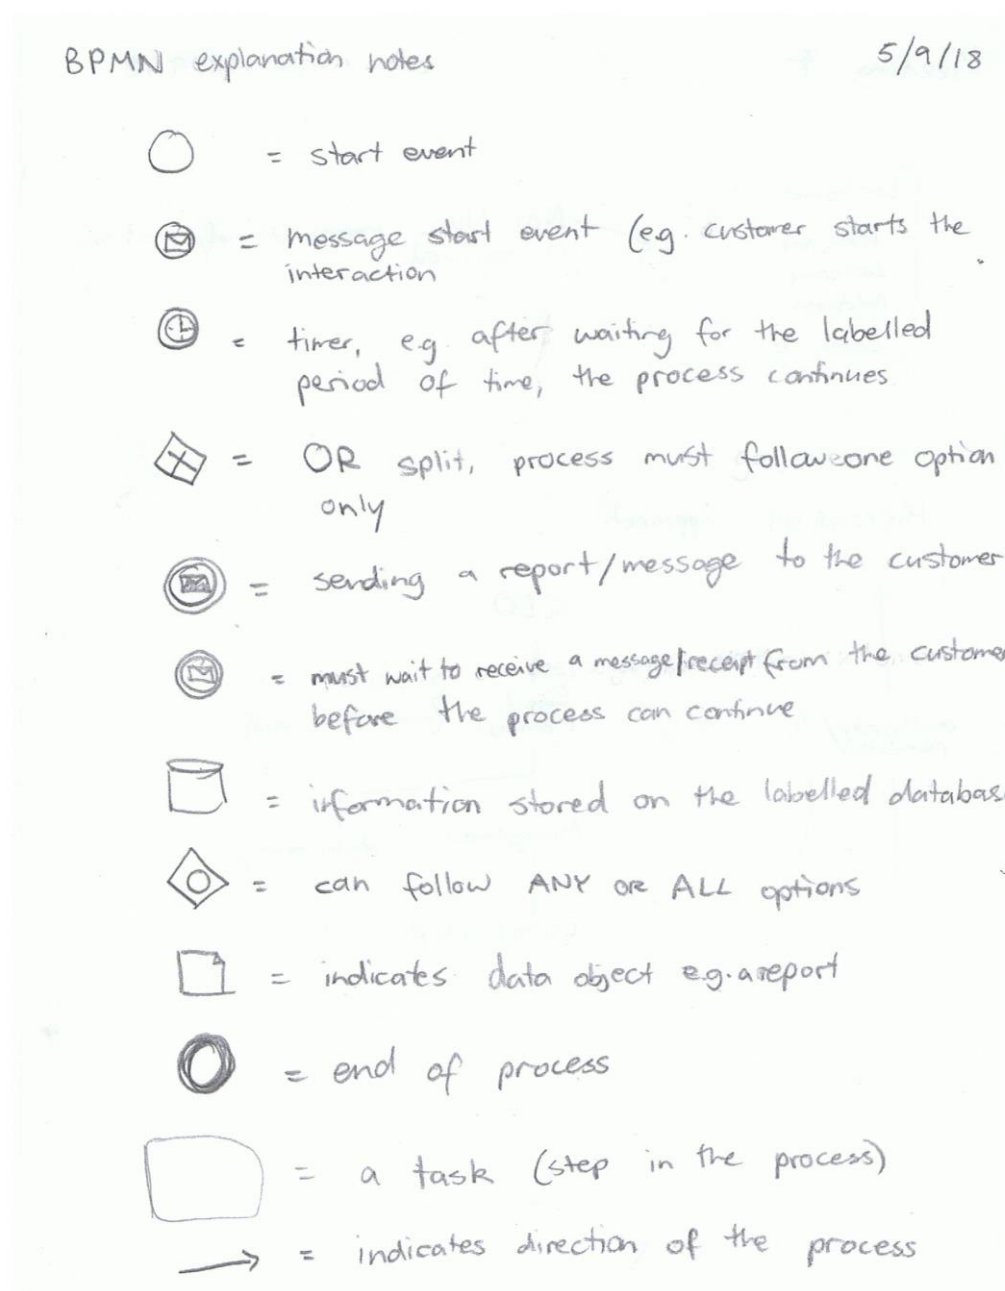 BPMN explanation notes 5/9/18
= start event
= message start event (e.g. customer starts the
interaction
= timer, e.g. after waiting for the labelled
period of time, the process continues
= OR split, process must follow one option
only
= sending a report/message to the customer
= must wait to receive a message/receipt from the custome
before the process can continue
= information stored on the labelled databas
= can follow ANY OR ALL options
= indicates data object e.g. a report
= end of process
= a task (step in the process)
= indicates direction of the process